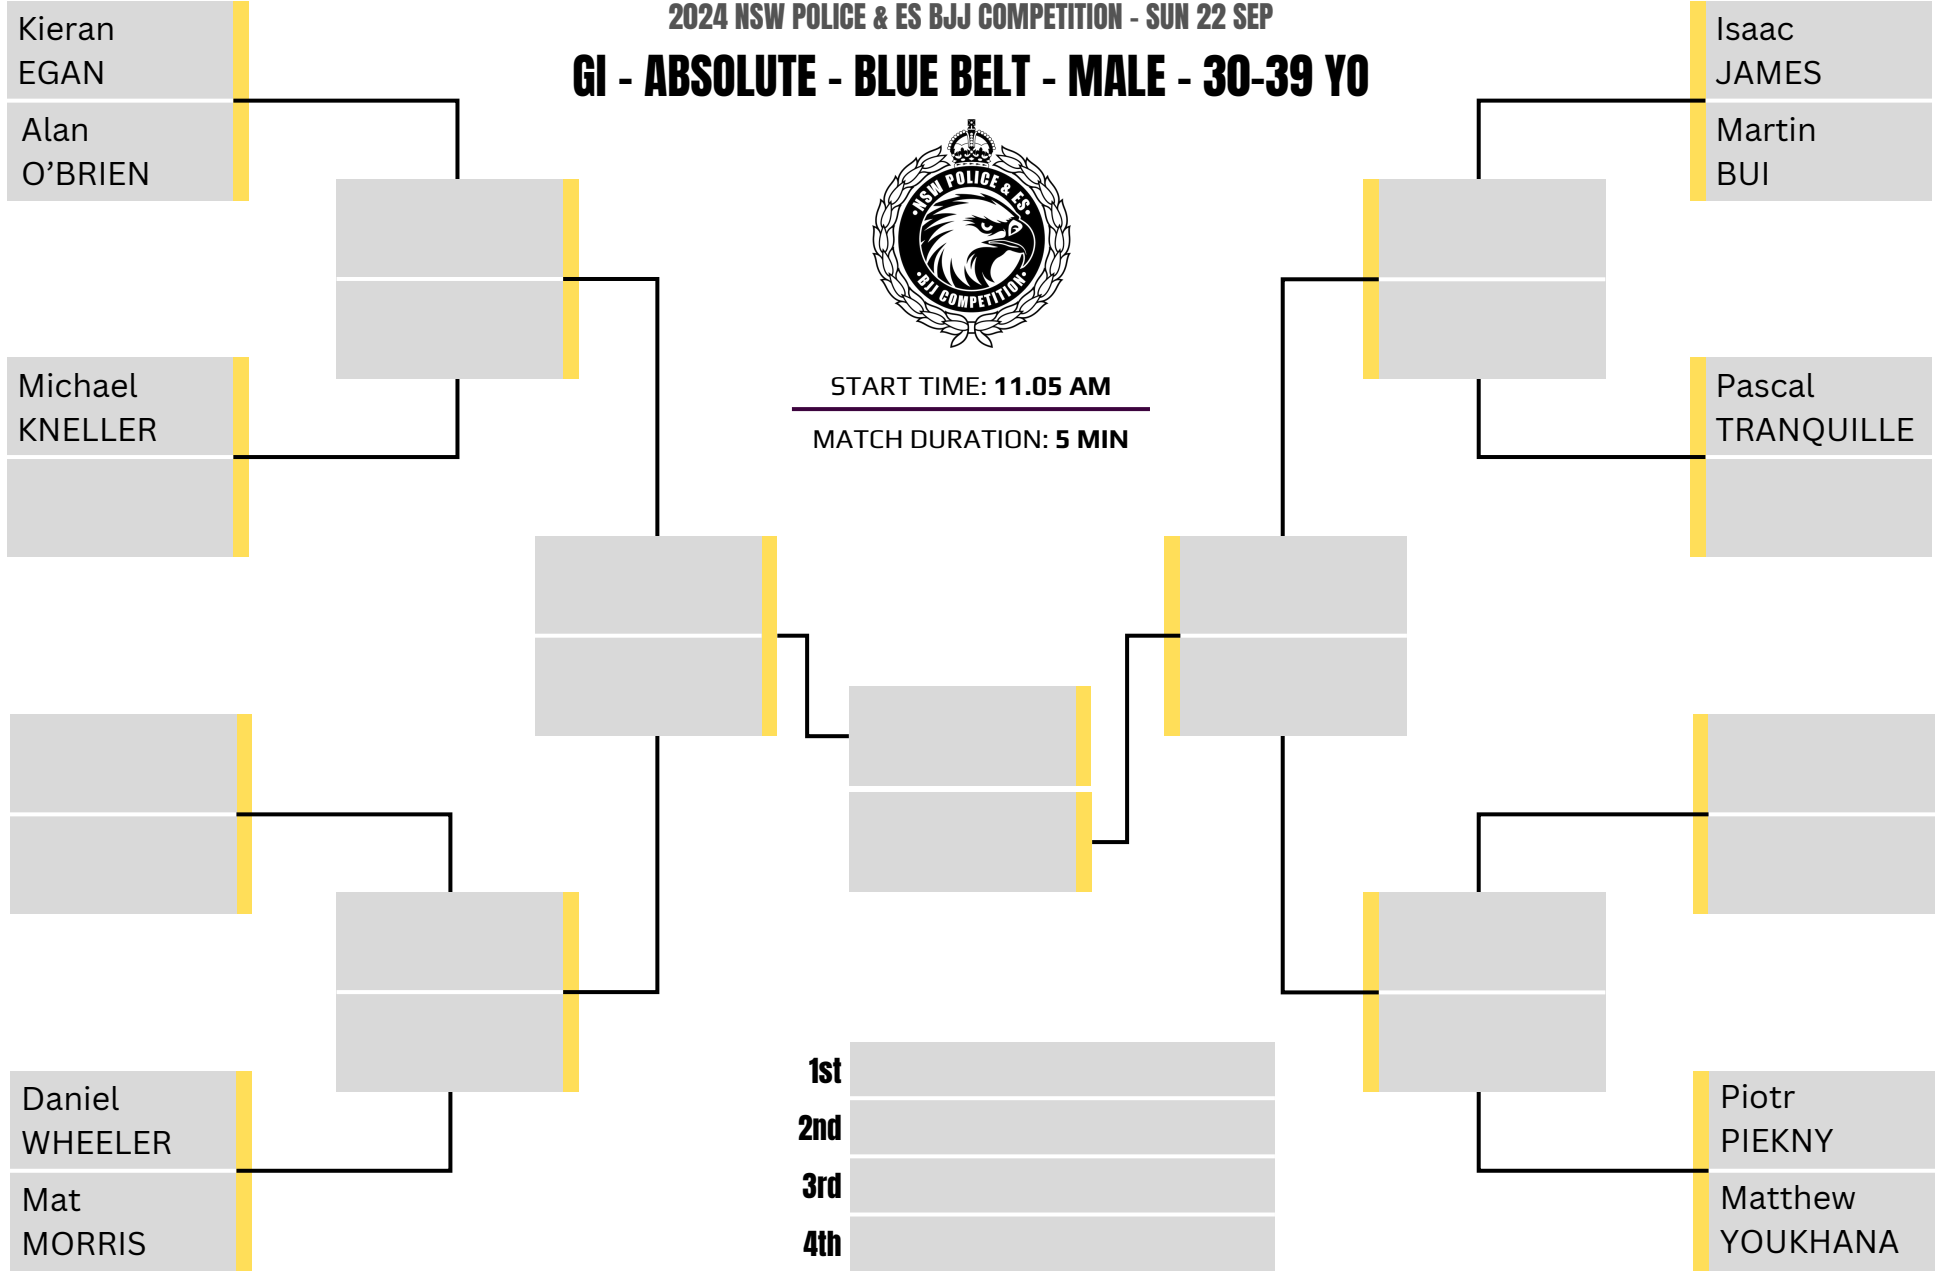 2024 NSW POLICE & ES BJJ COMPETITION - SUN 22 SEP
GI - ABSOLUTE - BLUE BELT - MALE - 30-39 YO
·NSW POLICE & ES·
·BJJ COMPETITION·
START TIME: 11.05 AM
MATCH DURATION: 5 MIN
Kieran
EGAN
Alan
O’BRIEN
Michael
KNELLER
Daniel
WHEELER
Mat
MORRIS
Isaac
JAMES
Martin
BUI
Pascal
TRANQUILLE
Piotr
PIEKNY
Matthew
YOUKHANA
1st
2nd
3rd
4th